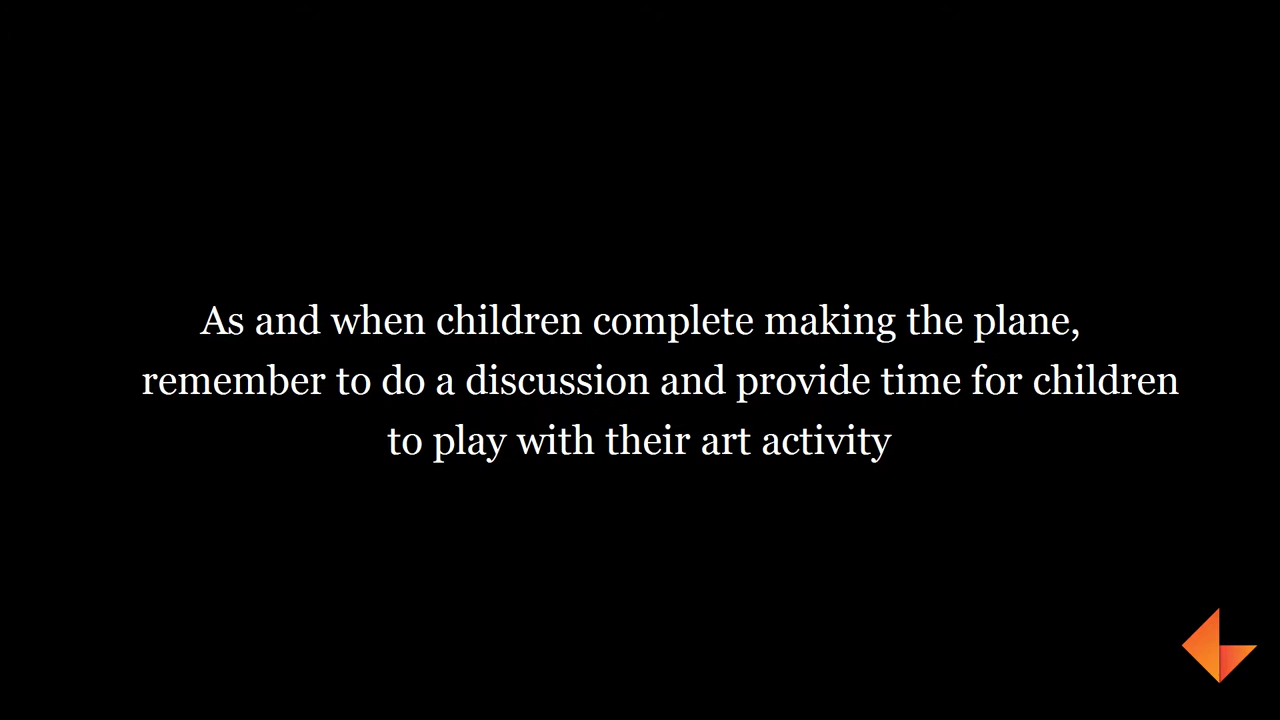 As and when children complete making the plane,
remember to do a discussion and provide time for children
to play with their art activity